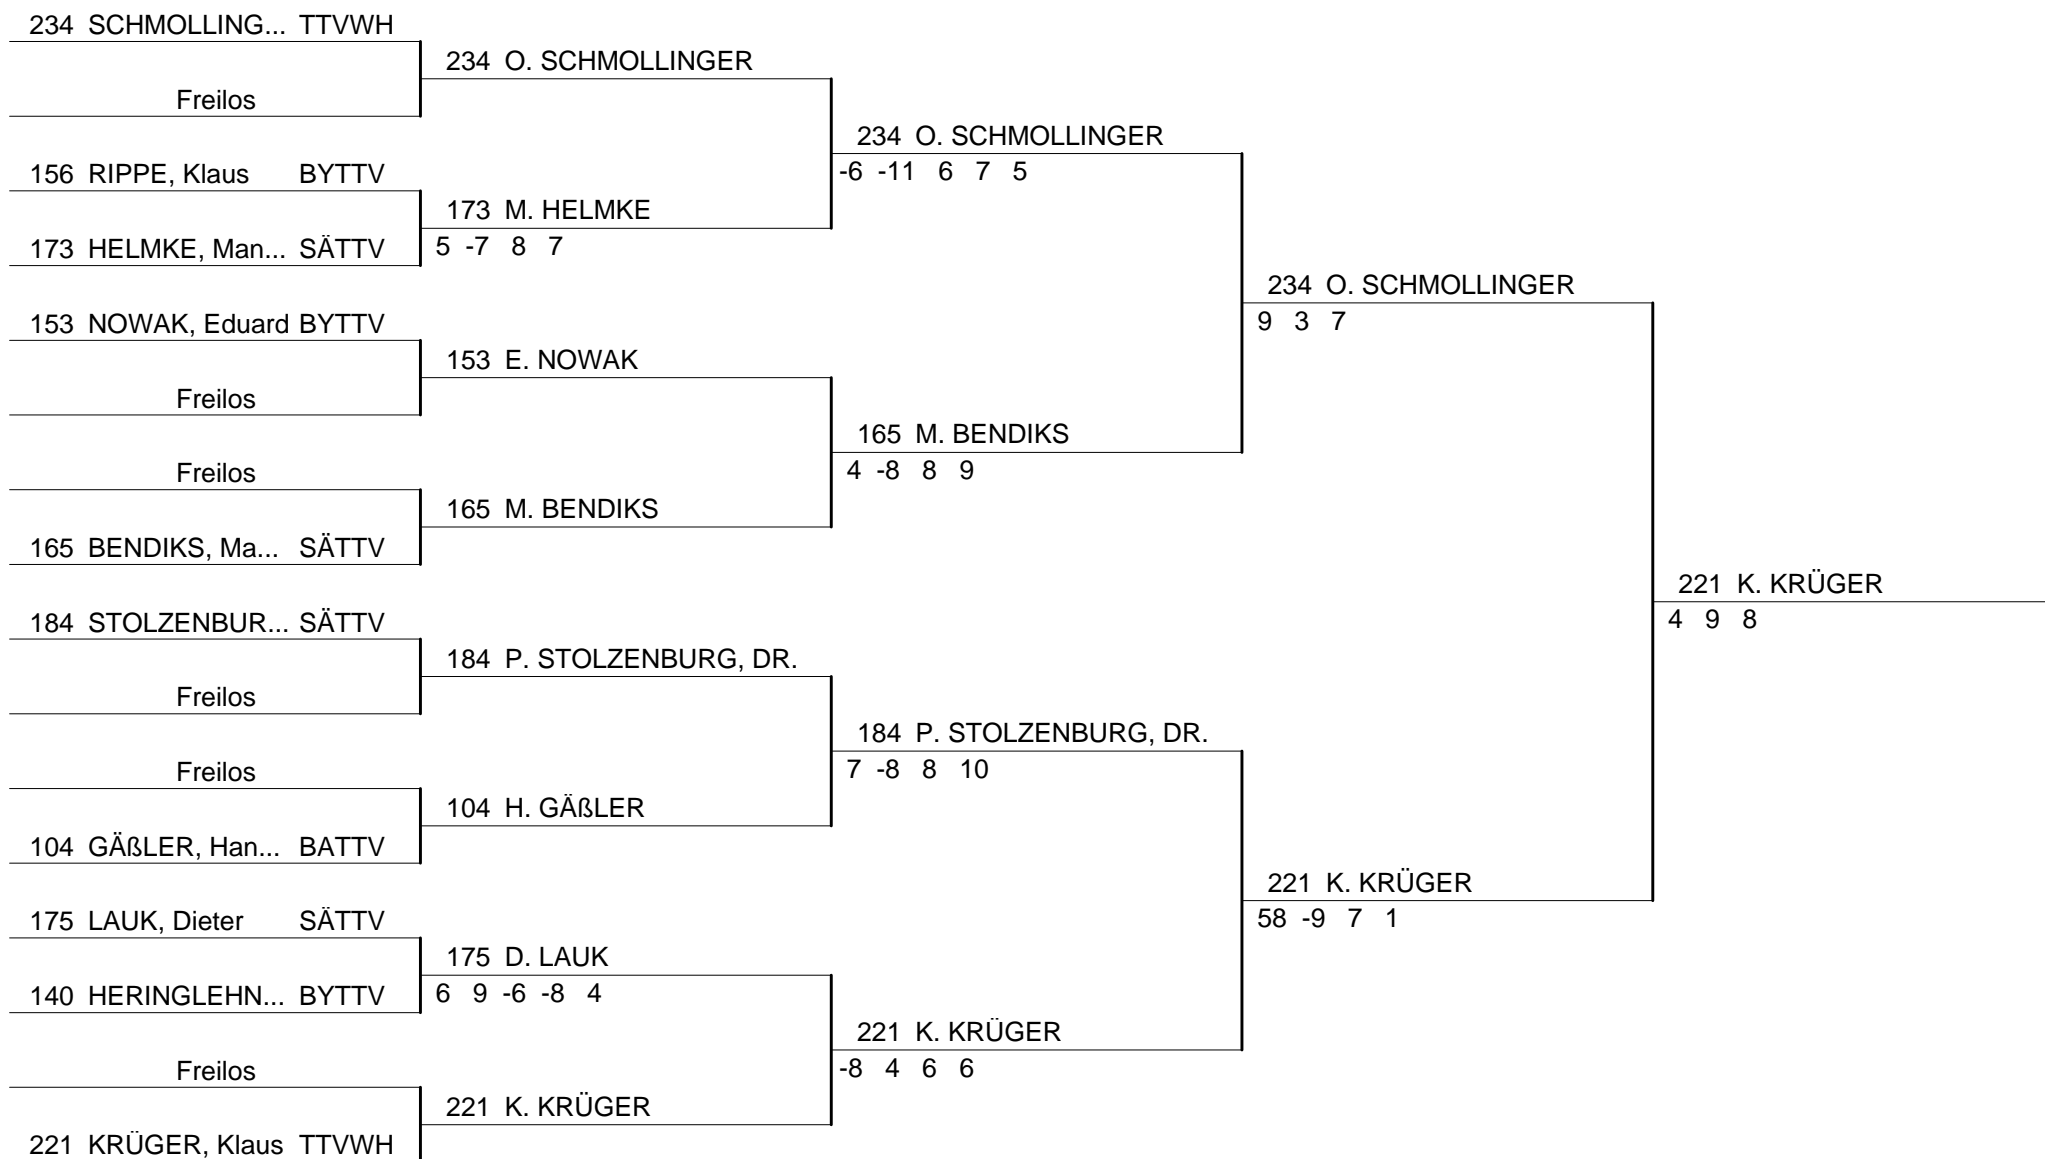 234 SCHMOLLING... TTVWH
234 O. SCHMOLLINGER
Freilos
234 O. SCHMOLLINGER
-6 -11 6 7 5
156 RIPPE, Klaus BYTTV
173 M. HELMKE
5 -7 8 7
173 HELMKE, Man... SÄTTV
234 O. SCHMOLLINGER
9 3 7
153 NOWAK, Eduard BYTTV
153 E. NOWAK
Freilos
165 M. BENDIKS
4 -8 8 9
Freilos
165 M. BENDIKS
165 BENDIKS, Ma... SÄTTV
221 K. KRÜGER
4 9 8
184 STOLZENBUR... SÄTTV
184 P. STOLZENBURG, DR.
Freilos
184 P. STOLZENBURG, DR.
7 -8 8 10
Freilos
104 H. GÄßLER
104 GÄßLER, Han... BATTV
221 K. KRÜGER
58 -9 7 1
175 LAUK, Dieter SÄTTV
175 D. LAUK
6 9 -6 -8 4
140 HERINGLEHN... BYTTV
221 K. KRÜGER
-8 4 6 6
Freilos
221 K. KRÜGER
221 KRÜGER, Klaus TTVWH